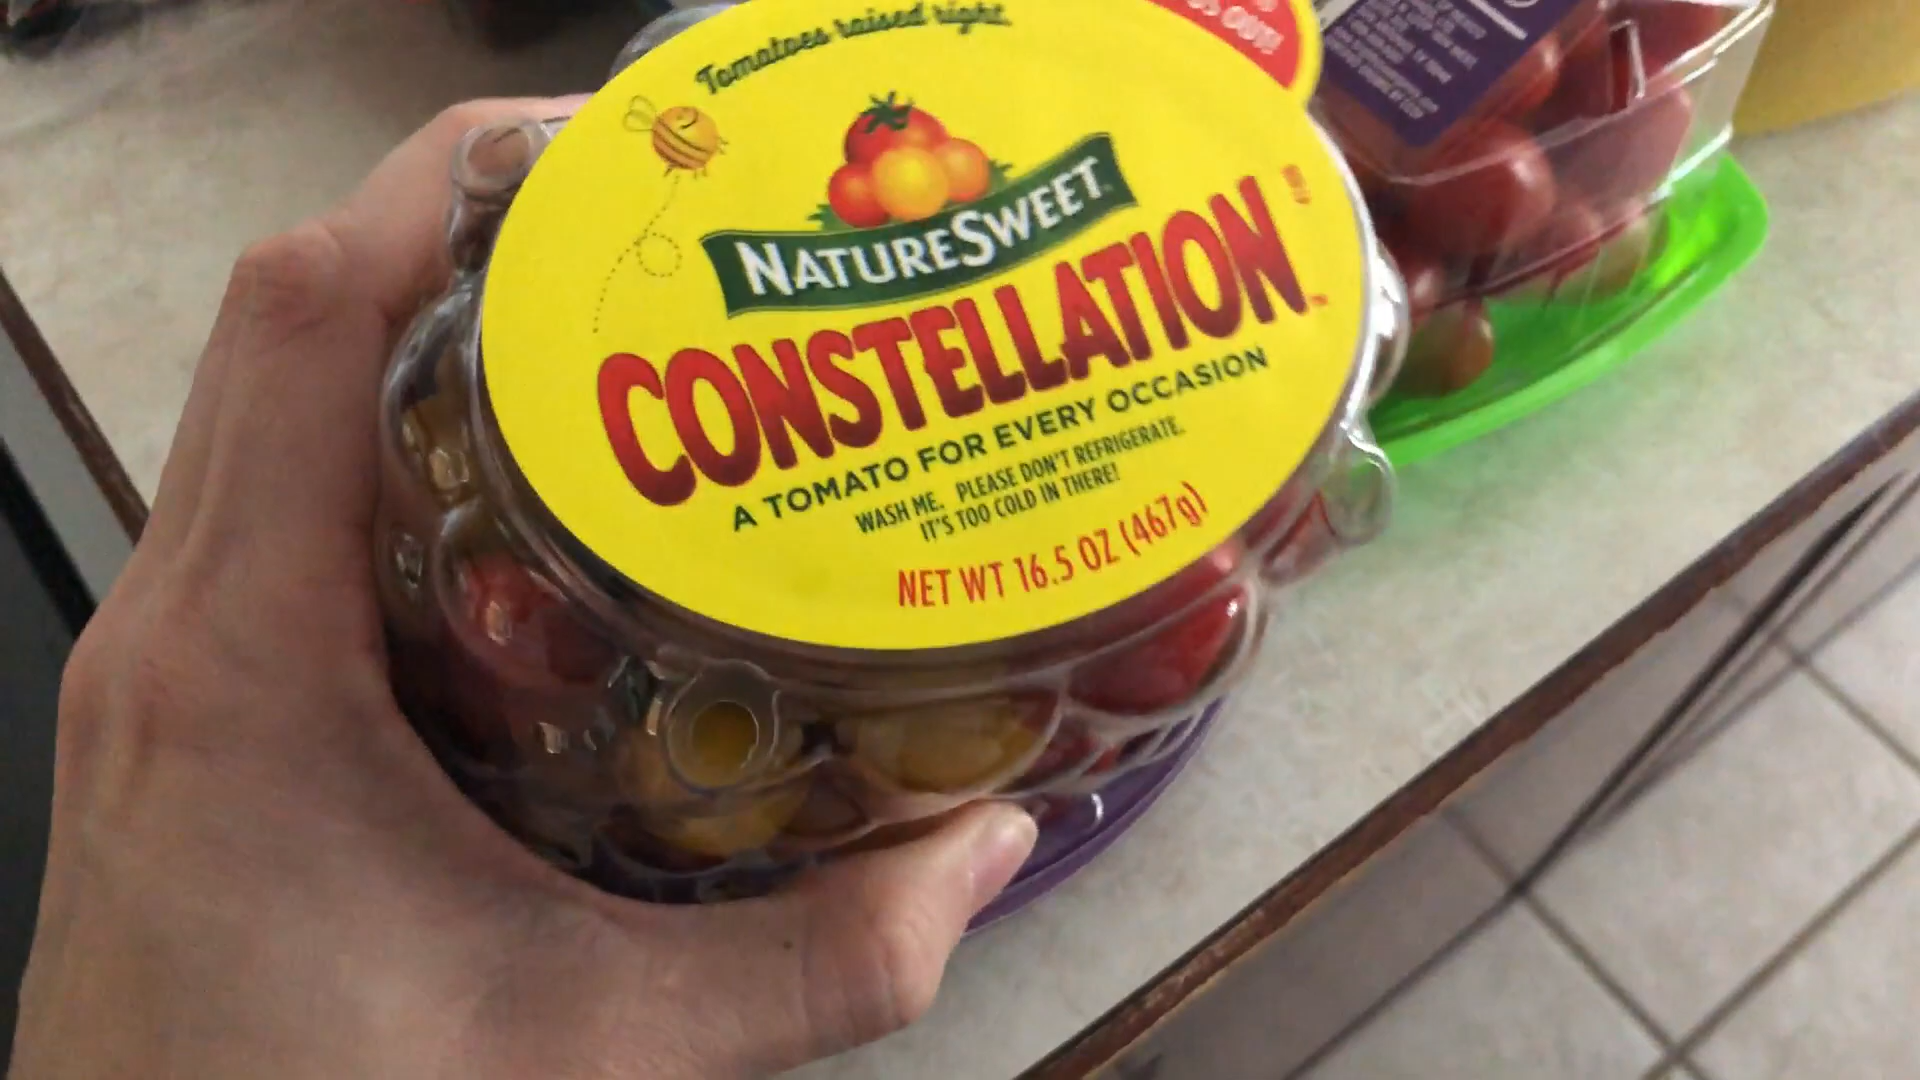 Tomatoes raised right
NATURESWEET
CONSTELLATION™
A TOMATO FOR EVERY OCCASION
WASH ME. PLEASE DON'T REFRIGERATE.
IT'S TOO COLD IN THERE!
NET WT 16.5 OZ (467g)